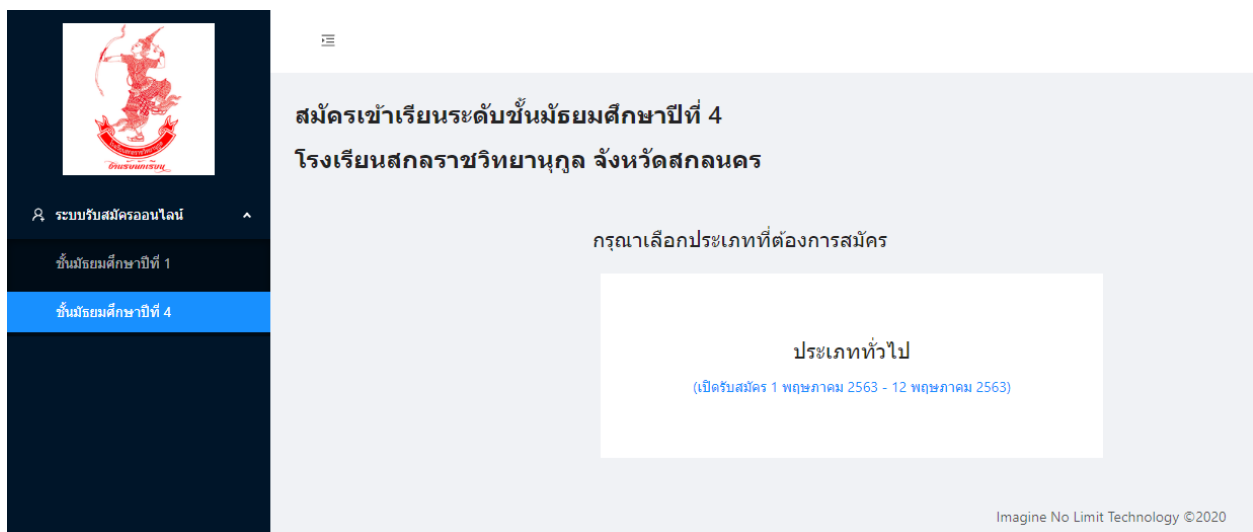 ระบบรับสมัครออนไลน์
ชั้นมัธยมศึกษาปีที่ 1
ชั้นมัธยมศึกษาปีที่ 4
สมัครเข้าเรียนระดับชั้นมัธยมศึกษาปีที่ 4
โรงเรียนสกลราชวิทยานุกูล จังหวัดสกลนคร
กรุณาเลือกประเภทที่ต้องการสมัคร
ประเภททั่วไป
(เปิดรับสมัคร 1 พฤษภาคม 2563 - 12 พฤษภาคม 2563)
Imagine No Limit Technology ©2020